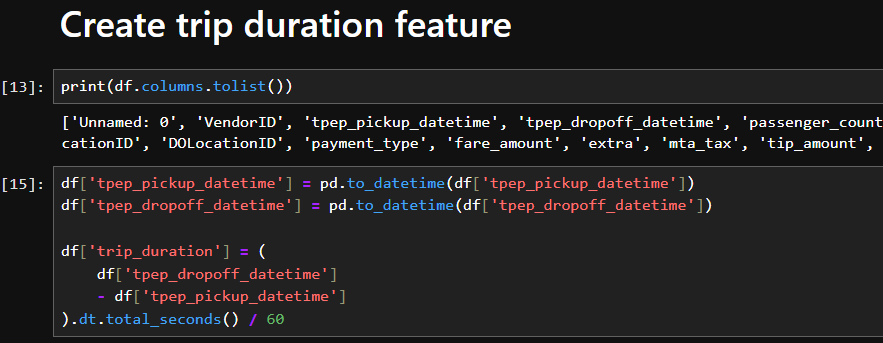 Create trip duration feature
[13]: print(df.columns.tolist())
['Unnamed: 0', 'VendorID', 'tpep_pickup_datetime', 'tpep_dropoff_datetime', 'passenger_count
cationID', 'DOLocationID', 'payment_type', 'fare_amount', 'extra', 'mta_tax', 'tip_amount',
[15]: df['tpep_pickup_datetime'] = pd.to_datetime(df['tpep_pickup_datetime'])
df['tpep_dropoff_datetime'] = pd.to_datetime(df['tpep_dropoff_datetime'])
df['trip_duration'] = (
df['tpep_dropoff_datetime']
- df['tpep_pickup_datetime']
).dt.total_seconds() / 60